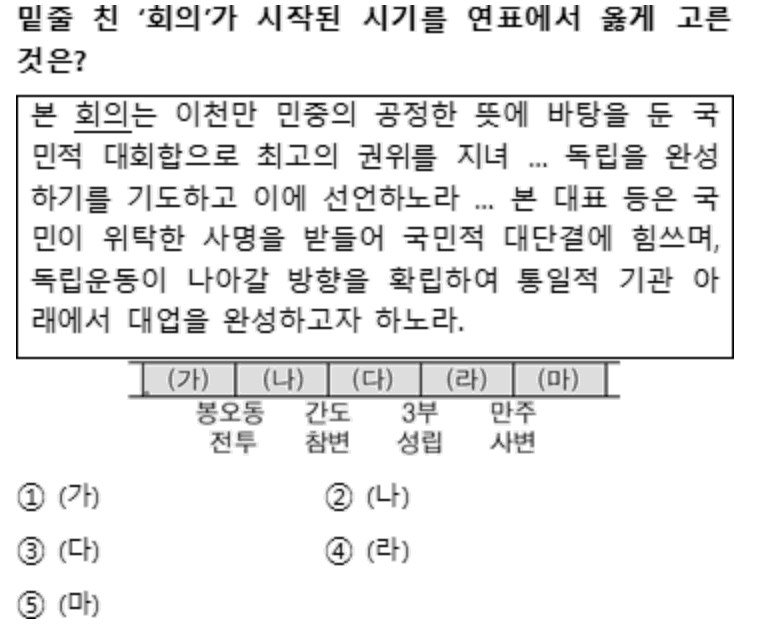 밑줄 친 ‘회의’가 시작된 시기를 연표에서 옳게 고른
것은?
본 회의는 이천만 민중의 공정한 뜻에 바탕을 둔 국
민적 대회합으로 최고의 권위를 지녀 ... 독립을 완성
하기를 기도하고 이에 선언하노라 ... 본 대표 등은 국
민이 위탁한 사명을 받들어 국민적 대단결에 힘쓰며,
독립운동이 나아갈 방향을 확립하여 통일적 기관 아
래에서 대업을 완성하고자 하노라.
(가) (나) (다) (라) (마)
봉오동 간도 3부 만주
전투 참변 성립 사변
① (가) ② (나)
③ (다) ④ (라)
⑤ (마)